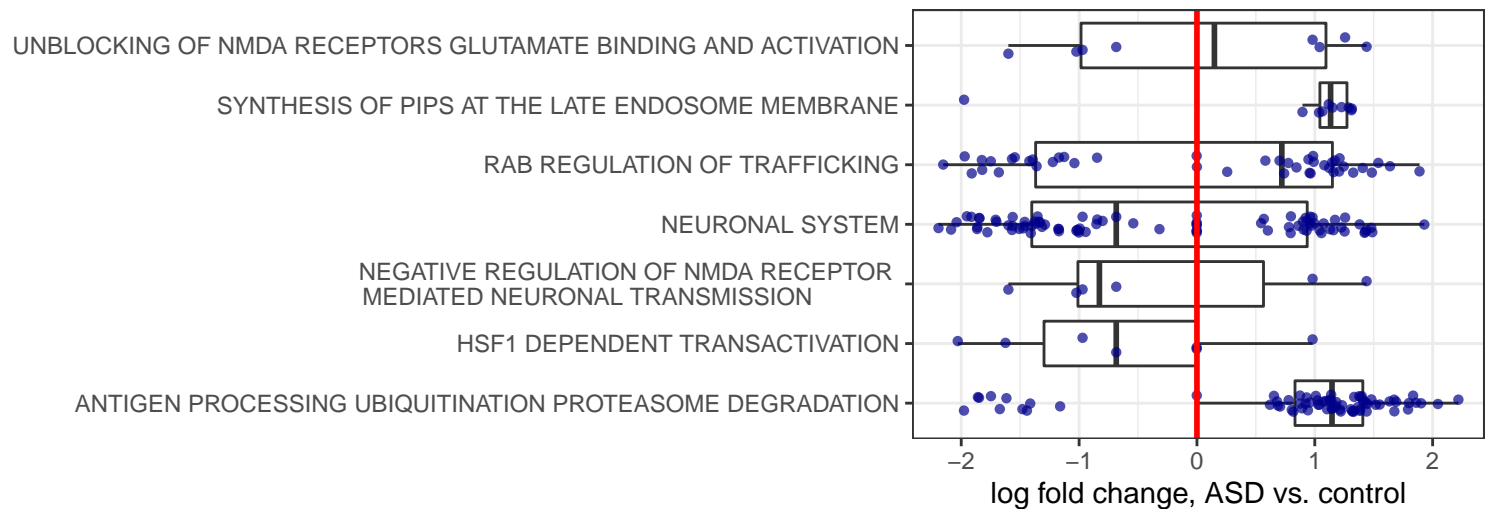 UNBLOCKING OF NMDA RECEPTORS GLUTAMATE BINDING AND ACTIVATION
SYNTHESIS OF PIPS AT THE LATE ENDOSOME MEMBRANE
RAB REGULATION OF TRAFFICKING
NEURONAL SYSTEM
NEGATIVE REGULATION OF NMDA RECEPTOR
MEDIATED NEURONAL TRANSMISSION
HSF1 DEPENDENT TRANSACTIVATION
ANTIGEN PROCESSING UBIQUITINATION PROTEASOME DEGRADATION
−2 −1 0 1 2
log fold change, ASD vs. control